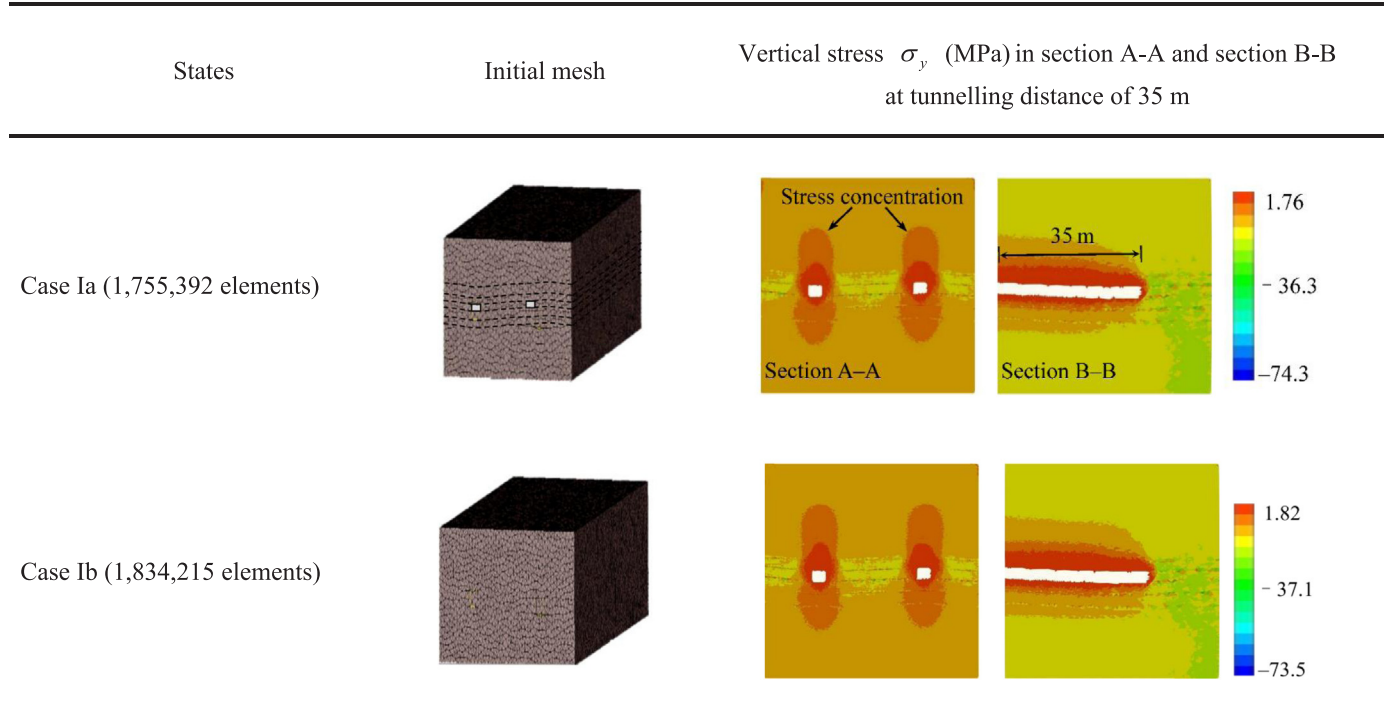 States
Initial mesh
Vertical stress σy (MPa) in section A-A and section B-B
at tunnelling distance of 35 m
Case Ia (1,755,392 elements)
Stress concentration
Section A–A
35 m
Section B–B
1.76
– 36.3
–74.3
Case Ib (1,834,215 elements)
1.82
– 37.1
–73.5